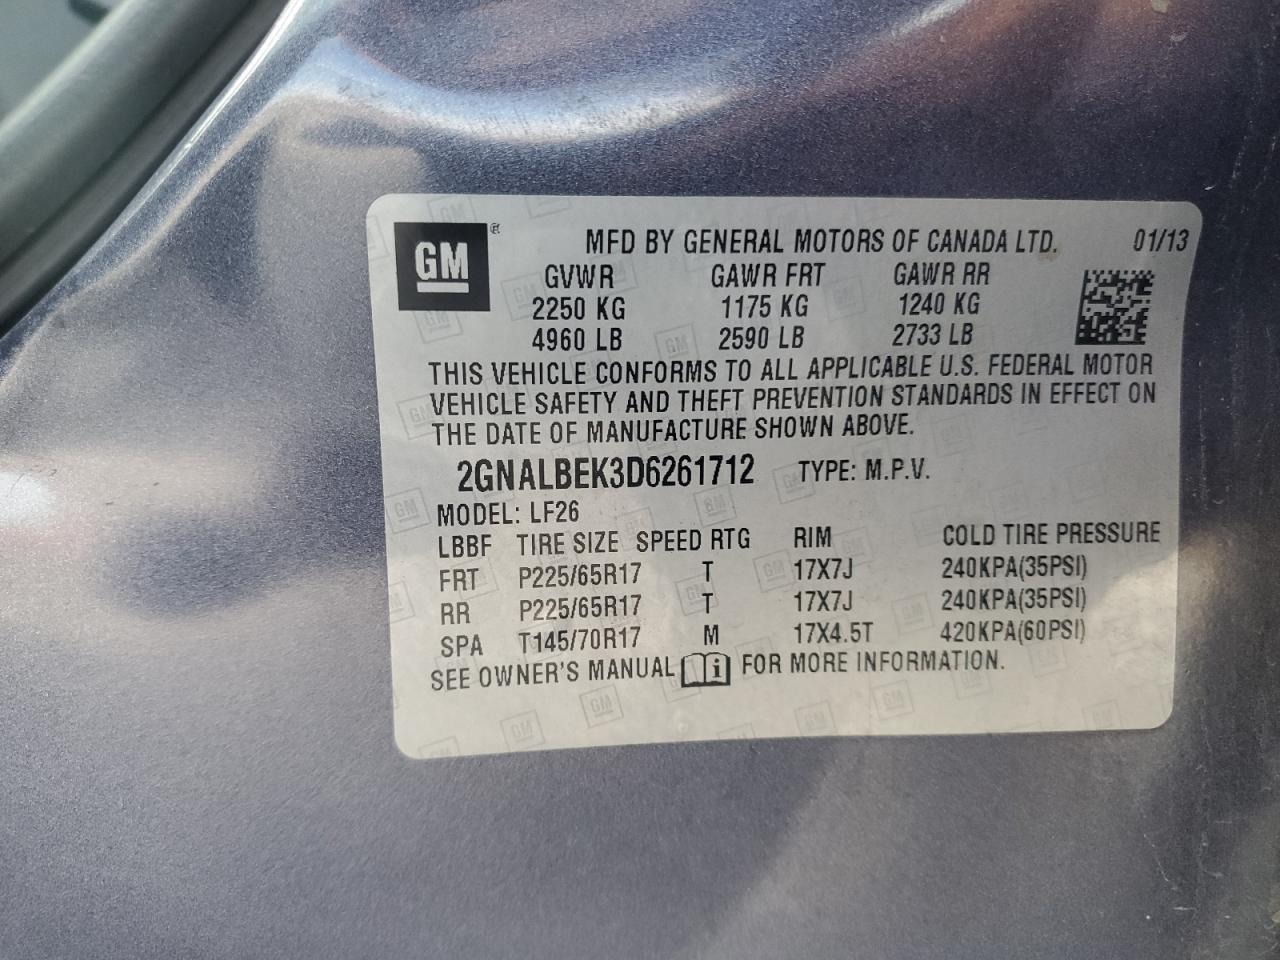 GM ®
MFD BY GENERAL MOTORS OF CANADA LTD. 01/13
GVWR GAWR FRT GAWR RR
2250 KG 1175 KG 1240 KG
4960 LB 2590 LB 2733 LB
THIS VEHICLE CONFORMS TO ALL APPLICABLE U.S. FEDERAL MOTOR
VEHICLE SAFETY AND THEFT PREVENTION STANDARDS IN EFFECT ON
THE DATE OF MANUFACTURE SHOWN ABOVE.
2GNALBEK3D6261712 TYPE: M.P.V.
MODEL: LF26
LBBF TIRE SIZE SPEED RTG RIM COLD TIRE PRESSURE
FRT P225/65R17 T 17X7J 240KPA(35PSI)
RR P225/65R17 T 17X7J 240KPA(35PSI)
SPA T145/70R17 M 17X4.5T 420KPA(60PSI)
SEE OWNER'S MANUAL i FOR MORE INFORMATION.